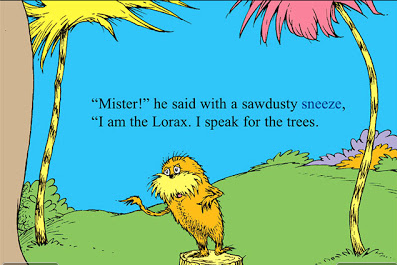 “Mister!” he said with a sawdusty sneeze,
“I am the Lorax. I speak for the trees.